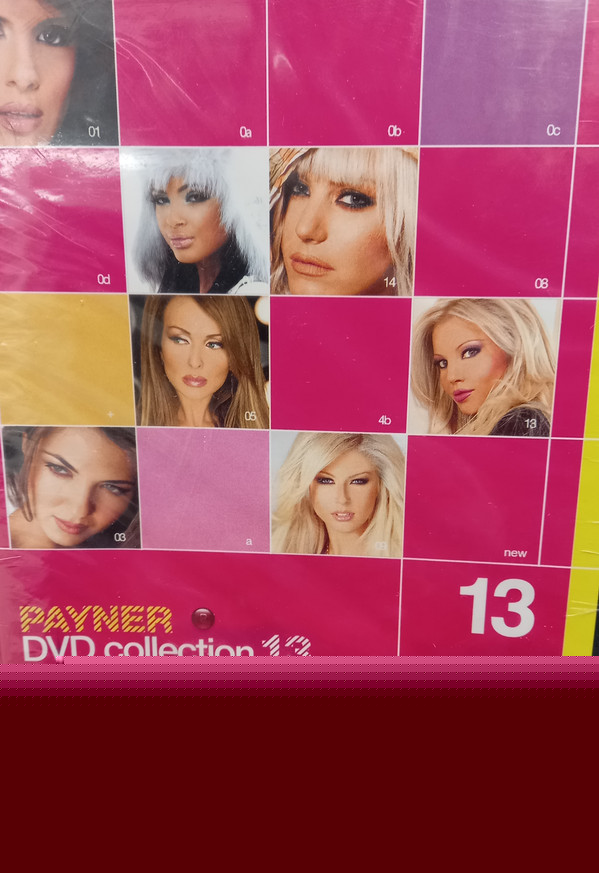 01
0a
0b
0c
0d
14
08
+
05
4b
13
03
a
new
13
PAYNER
DVD collection 13